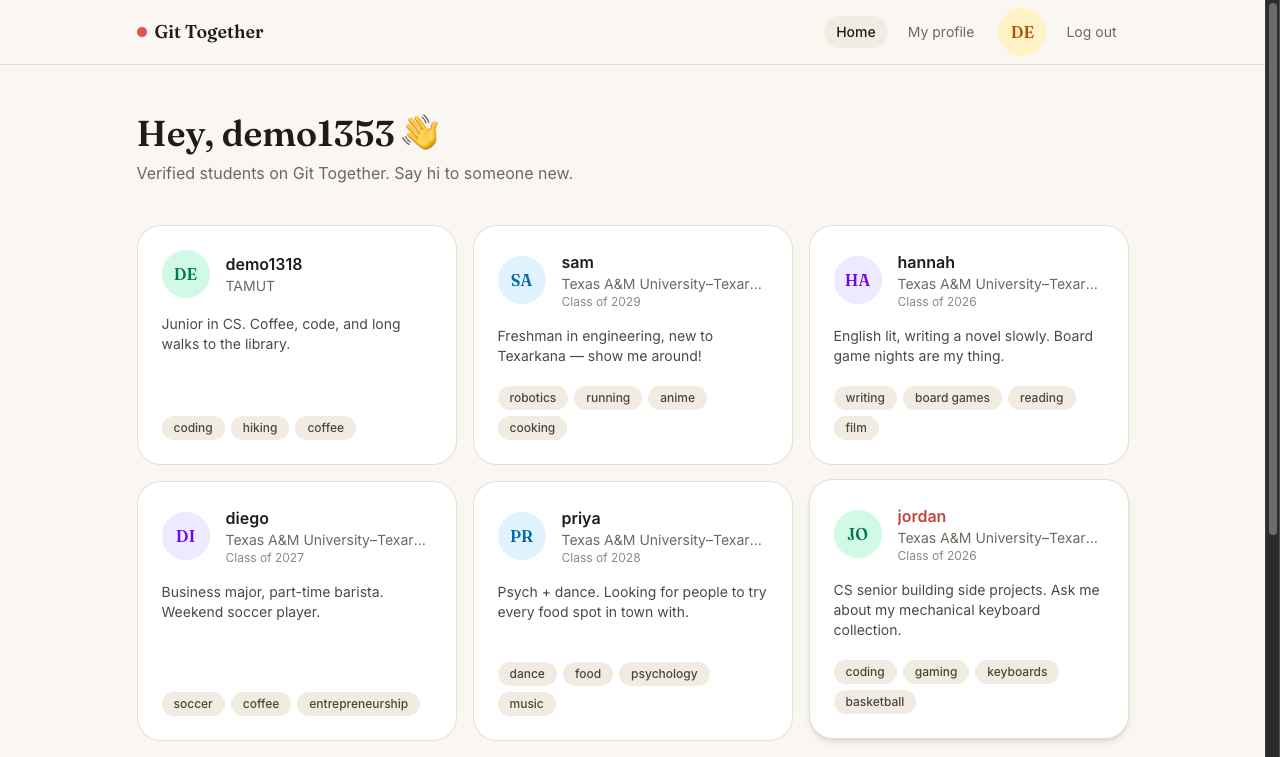 Git Together
Home
My profile
DE
Log out
Hey, demo1353 👋
Verified students on Git Together. Say hi to someone new.
DE
demo1318
TAMUT
Junior in CS. Coffee, code, and long
walks to the library.
coding
hiking
coffee
SA
sam
Texas A&M University–Texar…
Class of 2029
Freshman in engineering, new to
Texarkana — show me around!
robotics
running
anime
cooking
HA
hannah
Texas A&M University–Texar…
Class of 2026
English lit, writing a novel slowly. Board
game nights are my thing.
writing
board games
reading
film
DI
diego
Texas A&M University–Texar…
Class of 2027
Business major, part-time barista.
Weekend soccer player.
soccer
coffee
entrepreneurship
PR
priya
Texas A&M University–Texar…
Class of 2028
Psych + dance. Looking for people to try
every food spot in town with.
dance
food
psychology
music
JO
jordan
Texas A&M University–Texar…
Class of 2026
CS senior building side projects. Ask me
about my mechanical keyboard
collection.
coding
gaming
keyboards
basketball